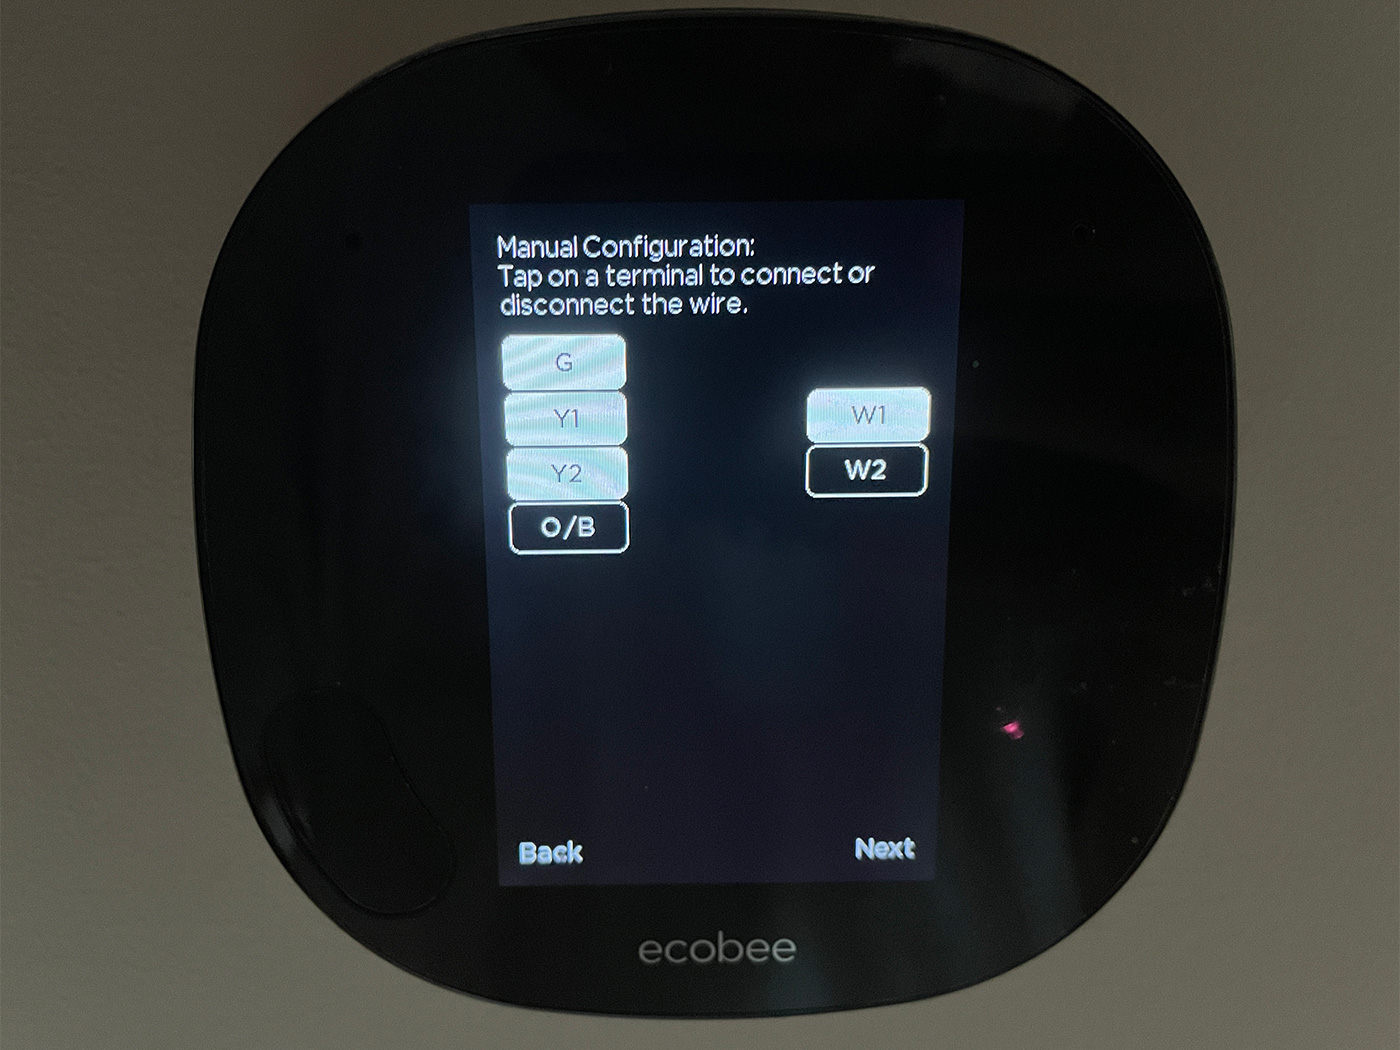 Manual Configuration:
Tap on a terminal to connect or
disconnect the wire.
G
Y1
W1
Y2
W2
O/B
Back
Next
ecobee